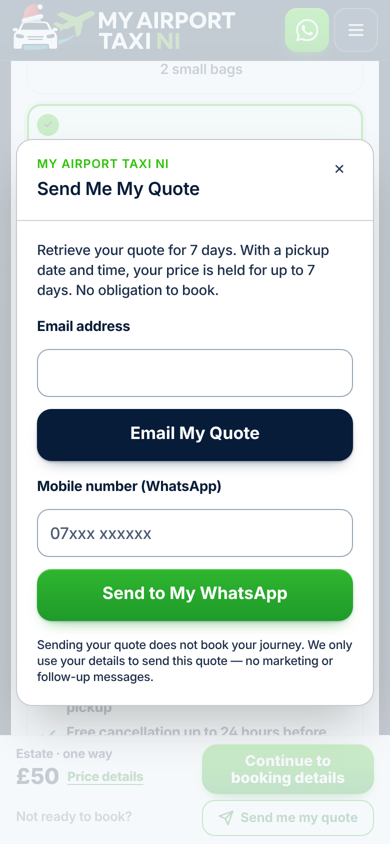 MY AIRPORT
TAXI NI
2 small bags
MY AIRPORT TAXI NI
Send Me My Quote
×
Retrieve your quote for 7 days. With a pickup
date and time, your price is held for up to 7
days. No obligation to book.
Email address
Email My Quote
Mobile number (WhatsApp)
07xxx xxxxxx
Send to My WhatsApp
Sending your quote does not book your journey. We only
use your details to send this quote — no marketing or
follow-up messages.
pickup
✓ Free cancellation up to 24 hours before
Estate · one way
£50 Price details
Continue to
booking details
Not ready to book?
Send me my quote